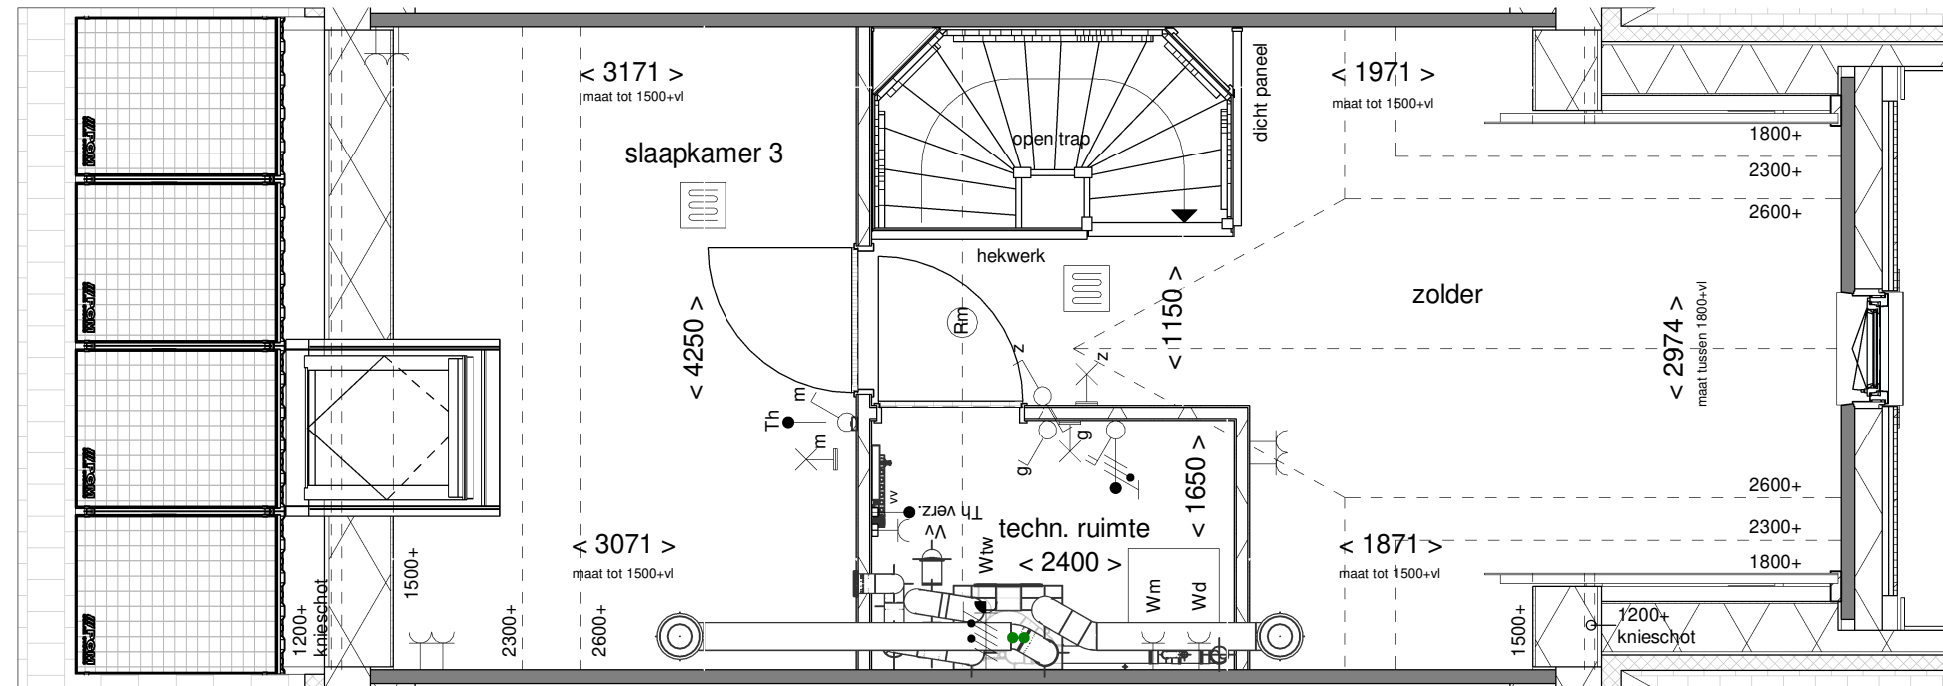 < 3171 >
maat tot 1500+vl
slaapkamer 3
open trap
dicht paneel
< 1971 >
maat tot 1500+vl
1800+
2300+
2600+
hekwerk
zolder
< 4250 >
Rm
< 1150 >
< 2974 >
maat tussen 1800+vl
z
z
m
Th
m
g
g
< 1650 >
vv
Th verz.
Vv
Wtw
techn. ruimte
< 2400 >
Wm
Wd
< 3071 >
maat tot 1500+vl
< 1871 >
maat tot 1500+vl
2600+
2300+
1800+
1200+
knieschot
1500+
2300+
2600+
1500+
1200+
knieschot